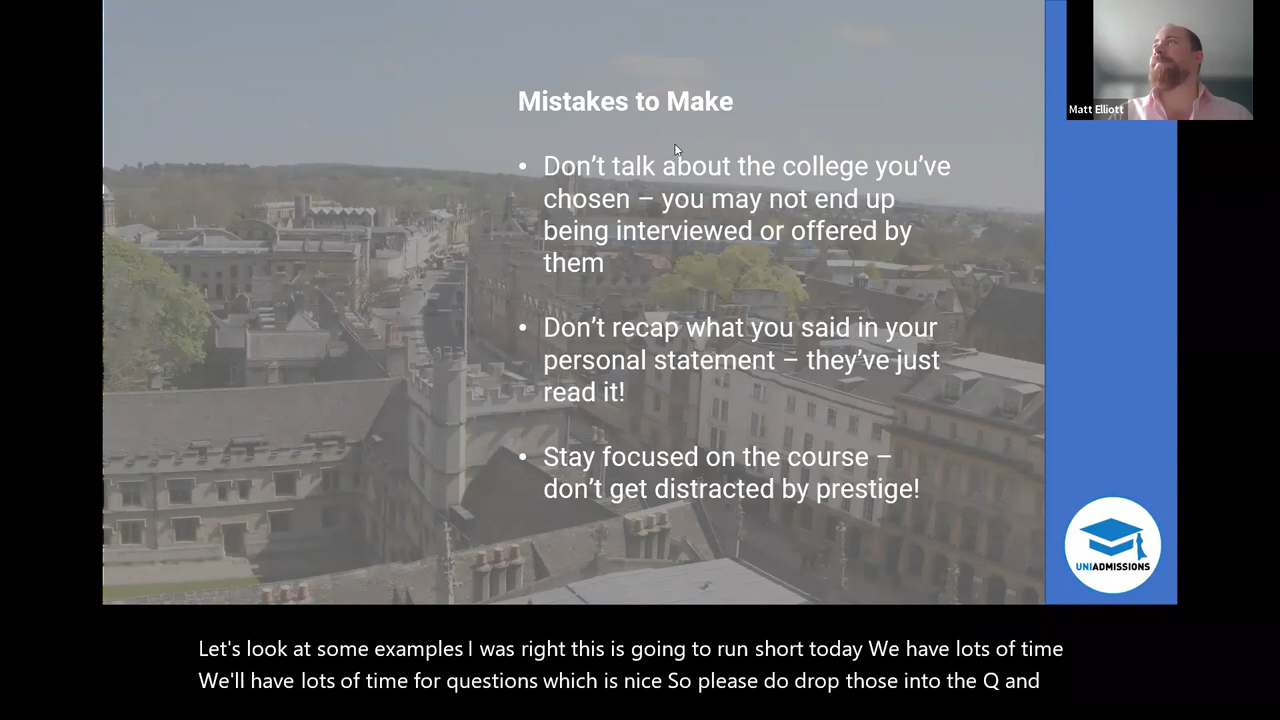 Mistakes to Make
• Don’t talk about the college you’ve
chosen – you may not end up
being interviewed or offered by
them
• Don’t recap what you said in your
personal statement – they’ve just
read it!
• Stay focused on the course –
don’t get distracted by prestige!
Matt Elliott
UNIADMISSIONS
Let's look at some examples I was right this is going to run short today We have lots of time
We'll have lots of time for questions which is nice So please do drop those into the Q and